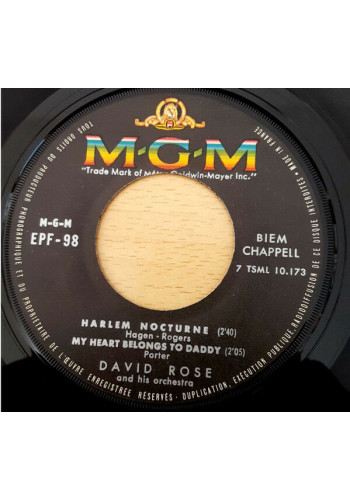 M-G-M
"Trade Mark of Metro-Goldwin-Mayer Inc."
M-G-M
EPF-98
BIEM
CHAPPELL
7 TSML 10.173
HARLEM NOCTURNE (2'40)
Hagen - Rogers
MY HEART BELONGS TO DADDY (2'05)
Porter
DAVID ROSE
and his orchestra
TOUS DROITS DU PRODUCTEUR PHONOGRAPHIQUE ET DU PROPRIÉTAIRE DE L'ŒUVRE ENREGISTRÉE RÉSERVÉS - DUPLICATION, EXÉCUTION PUBLIQUE, RADIODIFFUSION DE CE DISQUE INTERDITES - MADE IN FRANCE